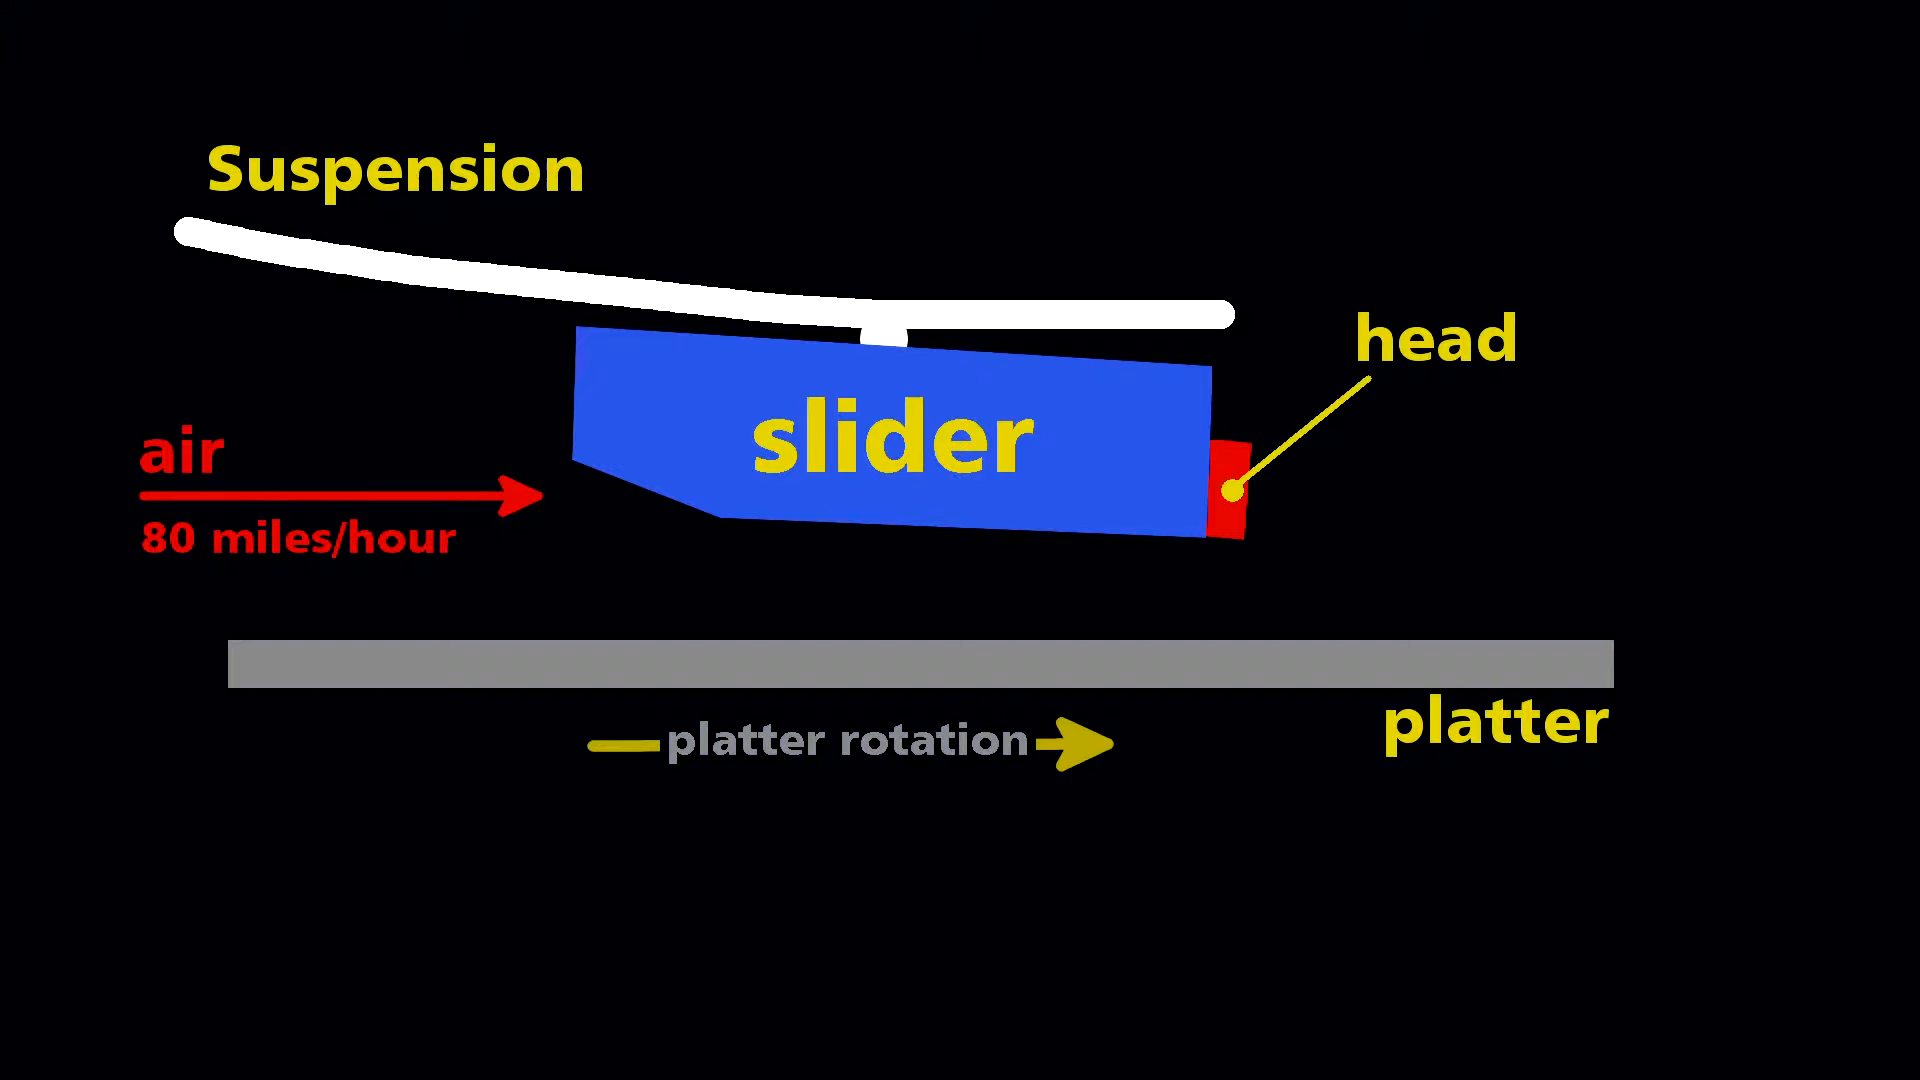 Suspension
head
slider
air
80 miles/hour
platter
platter rotation